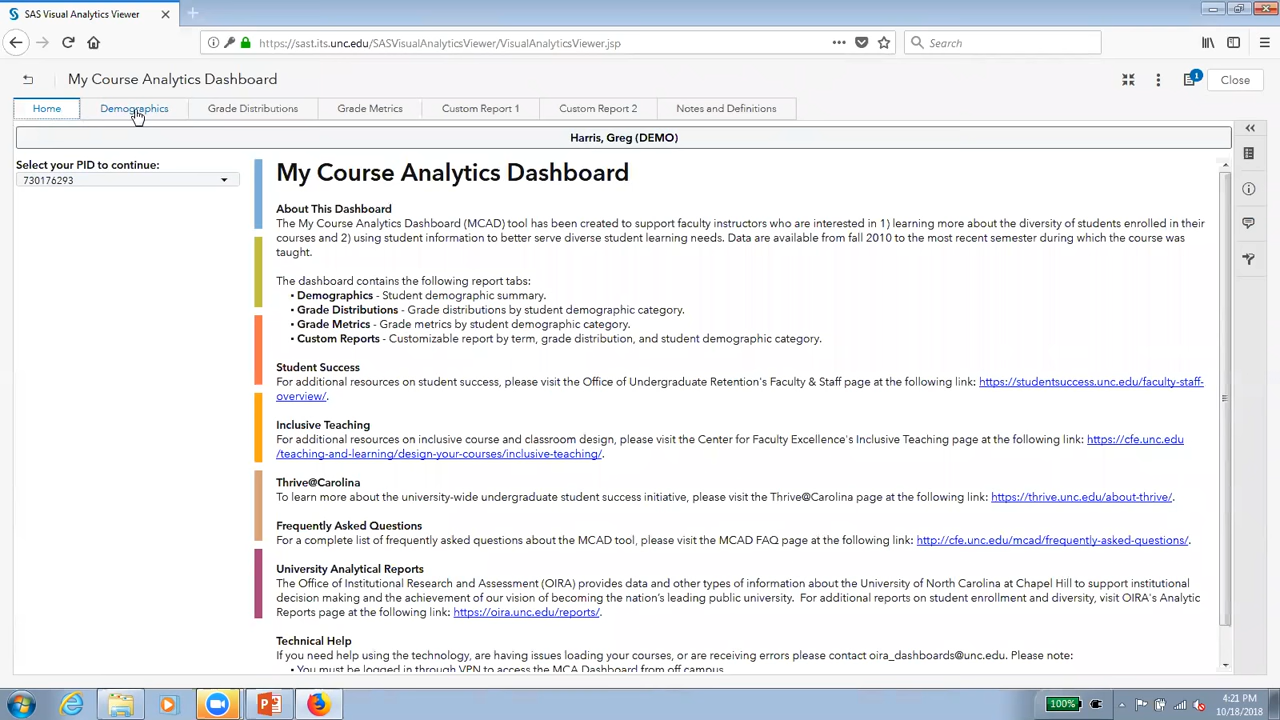 SAS Visual Analytics Viewer
https://sast.its.unc.edu/SASVisualAnalyticsViewer/VisualAnalyticsViewer.jsp
Search
My Course Analytics Dashboard
1
Close
Home
Demographics
Grade Distributions
Grade Metrics
Custom Report 1
Custom Report 2
Notes and Definitions
Harris, Greg (DEMO)
Select your PID to continue:
730176293
My Course Analytics Dashboard
About This Dashboard
The My Course Analytics Dashboard (MCAD) tool has been created to support faculty instructors who are interested in 1) learning more about the diversity of students enrolled in their
courses and 2) using student information to better serve diverse student learning needs. Data are available from fall 2010 to the most recent semester during which the course was
taught.
The dashboard contains the following report tabs:
• Demographics - Student demographic summary.
• Grade Distributions - Grade distributions by student demographic category.
• Grade Metrics - Grade metrics by student demographic category.
• Custom Reports - Customizable report by term, grade distribution, and student demographic category.
Student Success
For additional resources on student success, please visit the Office of Undergraduate Retention's Faculty & Staff page at the following link: https://studentsuccess.unc.edu/faculty-staff-
overview/.
Inclusive Teaching
For additional resources on inclusive course and classroom design, please visit the Center for Faculty Excellence's Inclusive Teaching page at the following link: https://cfe.unc.edu
/teaching-and-learning/design-your-courses/inclusive-teaching/.
Thrive@Carolina
To learn more about the university-wide undergraduate student success initiative, please visit the Thrive@Carolina page at the following link: https://thrive.unc.edu/about-thrive/.
Frequently Asked Questions
For a complete list of frequently asked questions about the MCAD tool, please visit the MCAD FAQ page at the following link: http://cfe.unc.edu/mcad/frequently-asked-questions/.
University Analytical Reports
The Office of Institutional Research and Assessment (OIRA) provides data and other types of information about the University of North Carolina at Chapel Hill to support institutional
decision making and the achievement of our vision of becoming the nation's leading public university. For additional reports on student enrollment and diversity, visit OIRA's Analytic
Reports page at the following link: https://oira.unc.edu/reports/.
Technical Help
If you need help using the technology, are having issues loading your courses, or are receiving errors please contact oira_dashboards@unc.edu. Please note:
• You must be logged in through VPN to access the MCA Dashboard from off campus.
100%
4:21 PM
10/18/2018